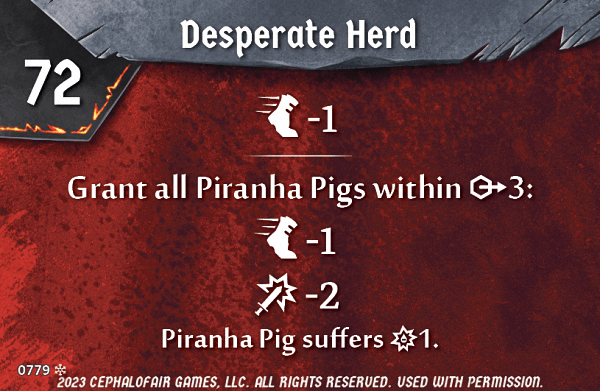 Desperate Herd
72
-1
Grant all Piranha Pigs within 3:
-1
-2
Piranha Pig suffers 1.
0779
2023 CEPHALOFAIR GAMES, LLC. ALL RIGHTS RESERVED. USED WITH PERMISSION.